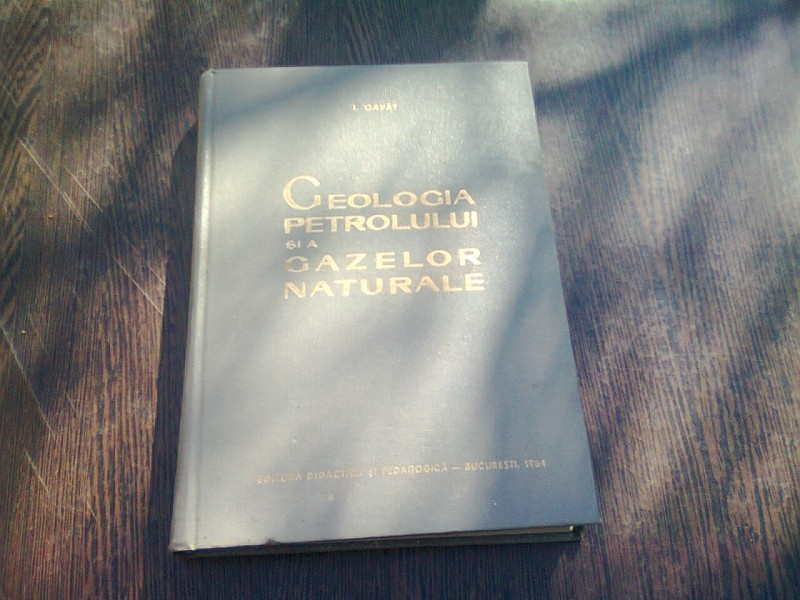 I. GAVĂT
GEOLOGIA
PETROLULUI
ȘI A
GAZELOR
NATURALE
EDITURA DIDACTICĂ ȘI PEDAGOGICĂ — BUCUREȘTI, 1964